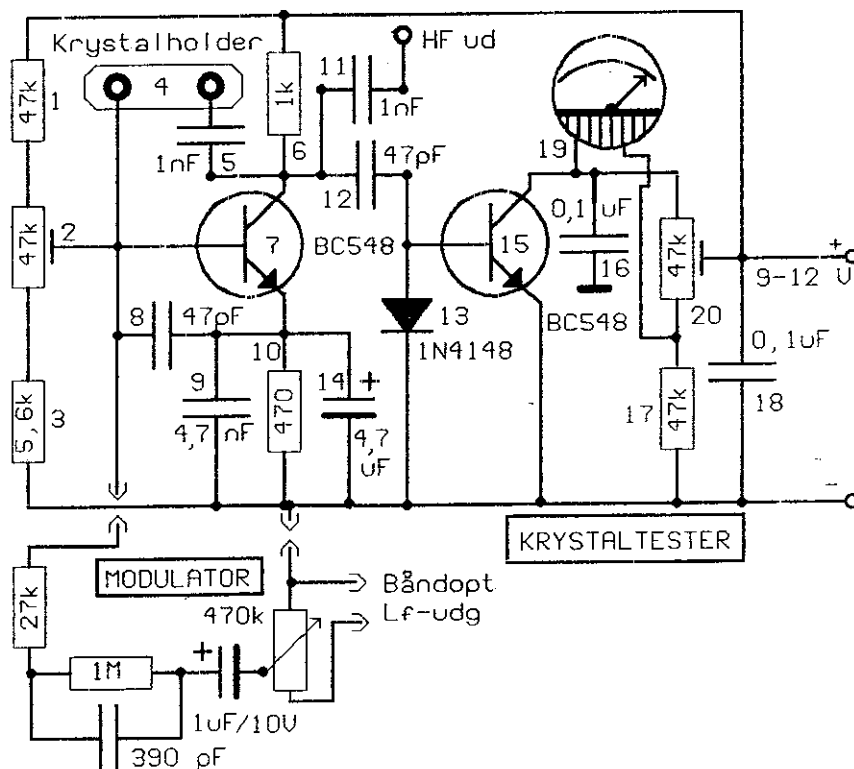 Krystalholder
HF ud
11
4
47k
1
1k
1nF
19
1nF
5
6
47pF
12
0,1uF
47k
2
7
BC548
15
16
47k
+
9-12 V
8
47pF
13
20
10
1N4148
BC548
0,1uF
9
14
+
5,6k
3
470
17
47k
18
4,7 nF
4,7
uF
-
KRYSTALTESTER
MODULATOR
Båndopt
27k
470k
Lf-udg
1M
+
1uF/10V
390 pF